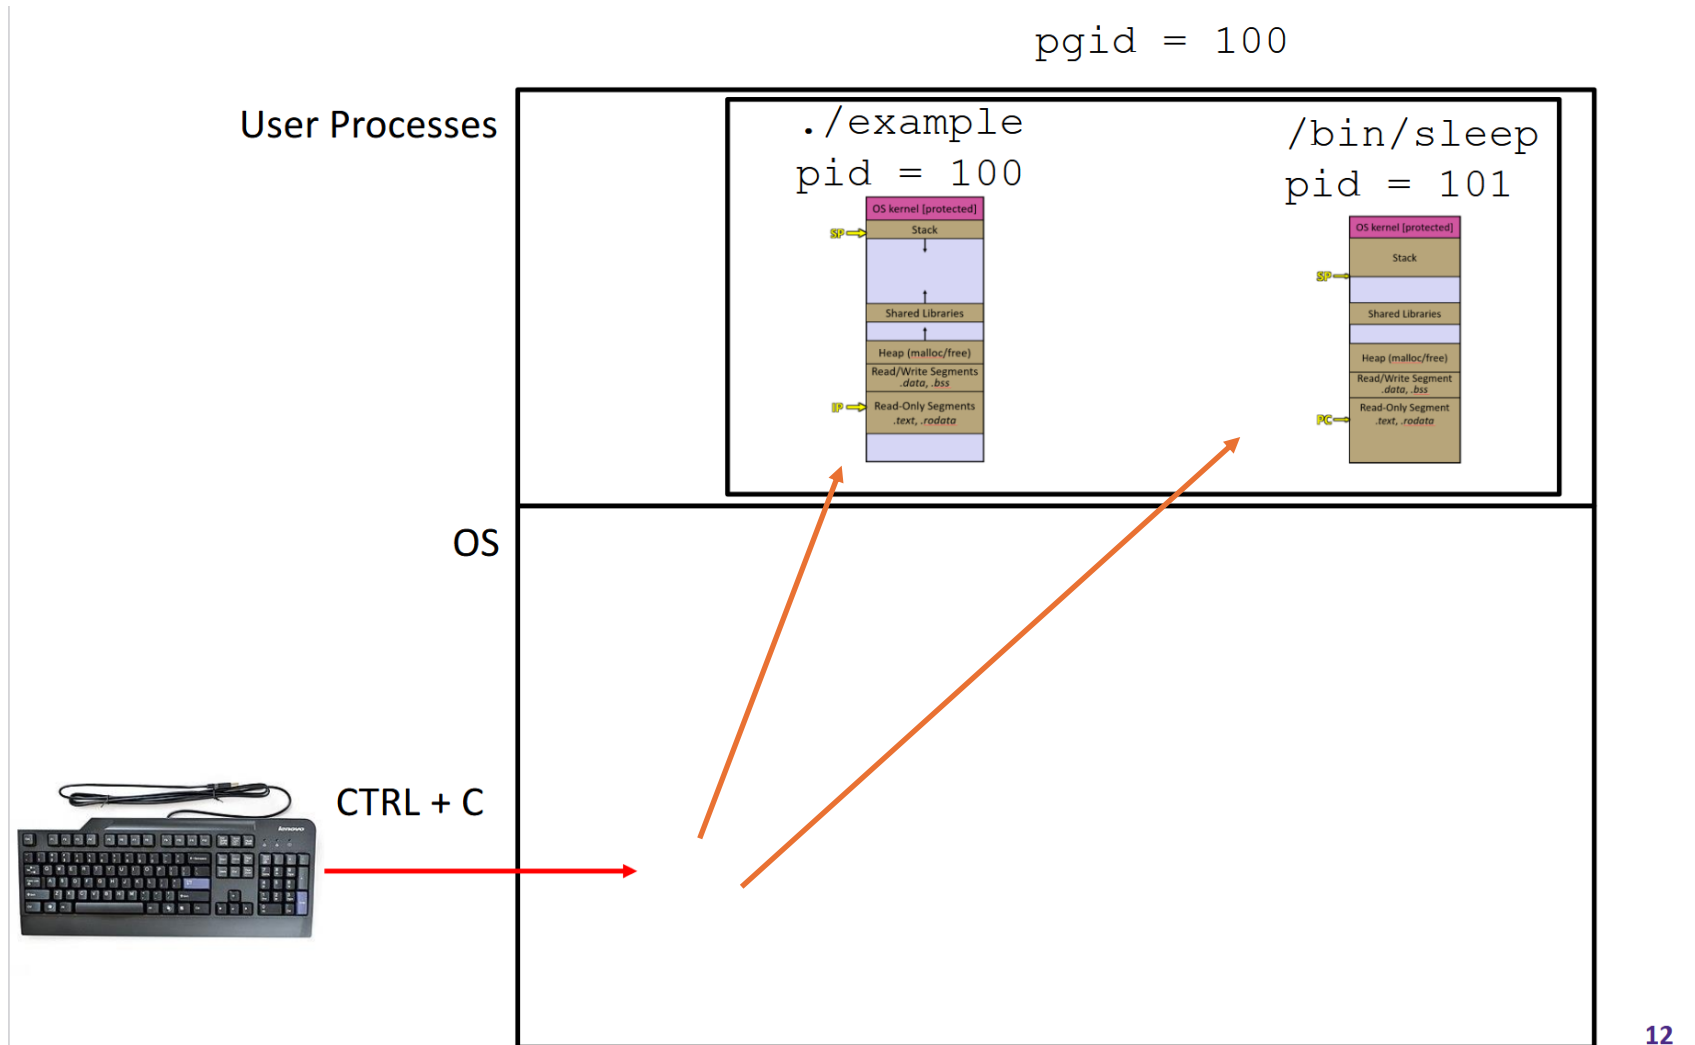 pgid = 100
User Processes
./example
pid = 100
OS kernel [protected]
SP
Stack
Shared Libraries
Heap (malloc/free)
Read/Write Segments
.data, .bss
IP
Read-Only Segments
.text, .rodata
/bin/sleep
pid = 101
OS kernel [protected]
Stack
SP
Shared Libraries
Heap (malloc/free)
Read/Write Segment
.data, .bss
Read-Only Segment
PC
.text, .rodata
OS
CTRL + C
lenovo
12